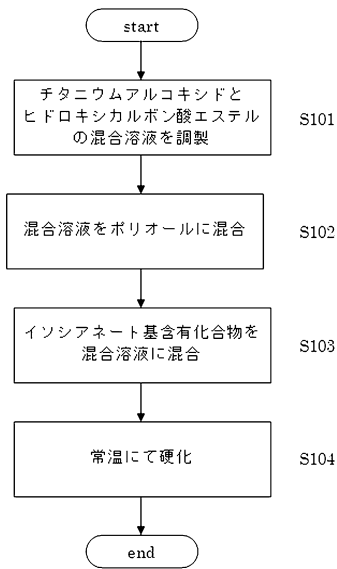 start
チタニウムアルコキシドと
ヒドロキシカルボン酸エステル
の混合溶液を調製
S101
混合溶液をポリオールに混合
S102
イソシアネート基含有化合物を
混合溶液に混合
S103
常温にて硬化
S104
end